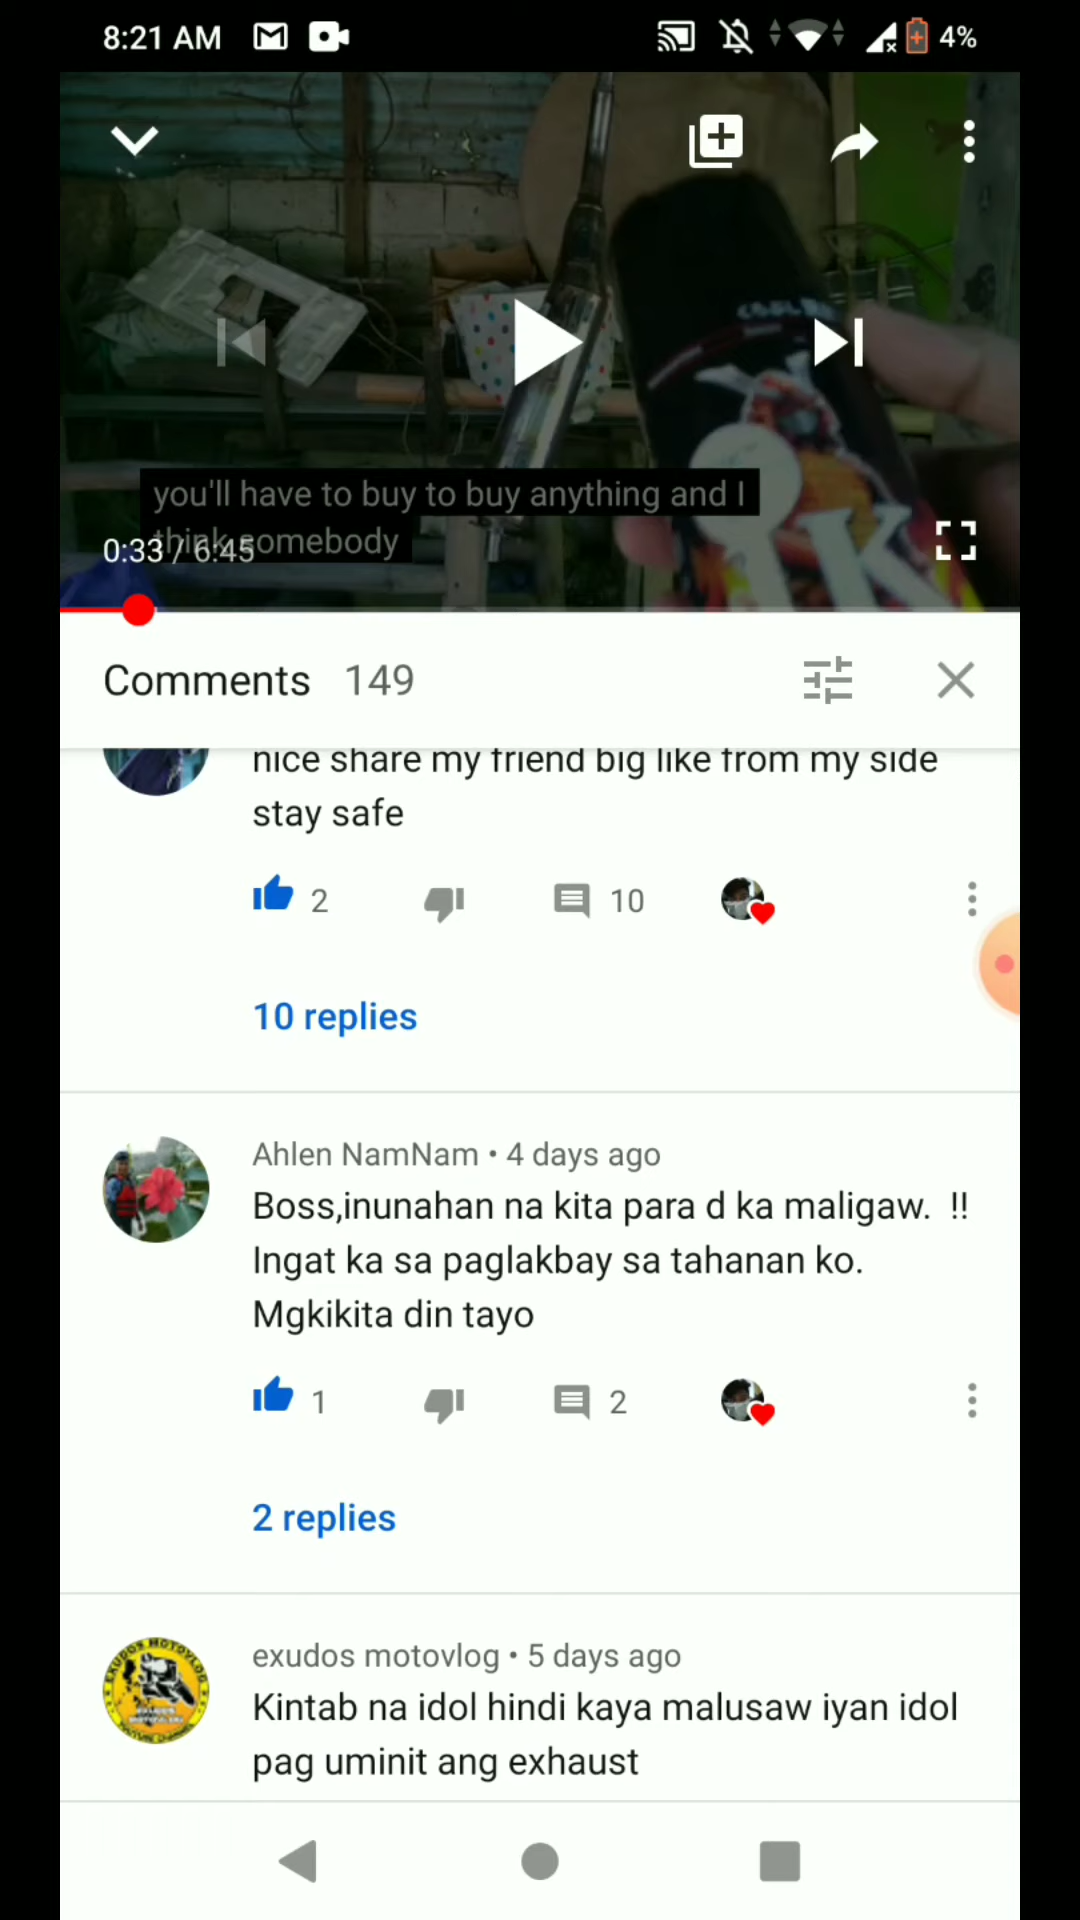 8:21 AM
4%
you'll have to buy to buy anything and I
think somebody
0:33 / 6:45
Comments 149
nice share my friend big like from my side
stay safe
2
10
10 replies
Ahlen NamNam • 4 days ago
Boss,inunahan na kita para d ka maligaw.  !!
Ingat ka sa paglakbay sa tahanan ko.
Mgkikita din tayo
1
2
2 replies
EXUDOS MOTOVLOG
exudos motovlog • 5 days ago
Kintab na idol hindi kaya malusaw iyan idol
pag uminit ang exhaust